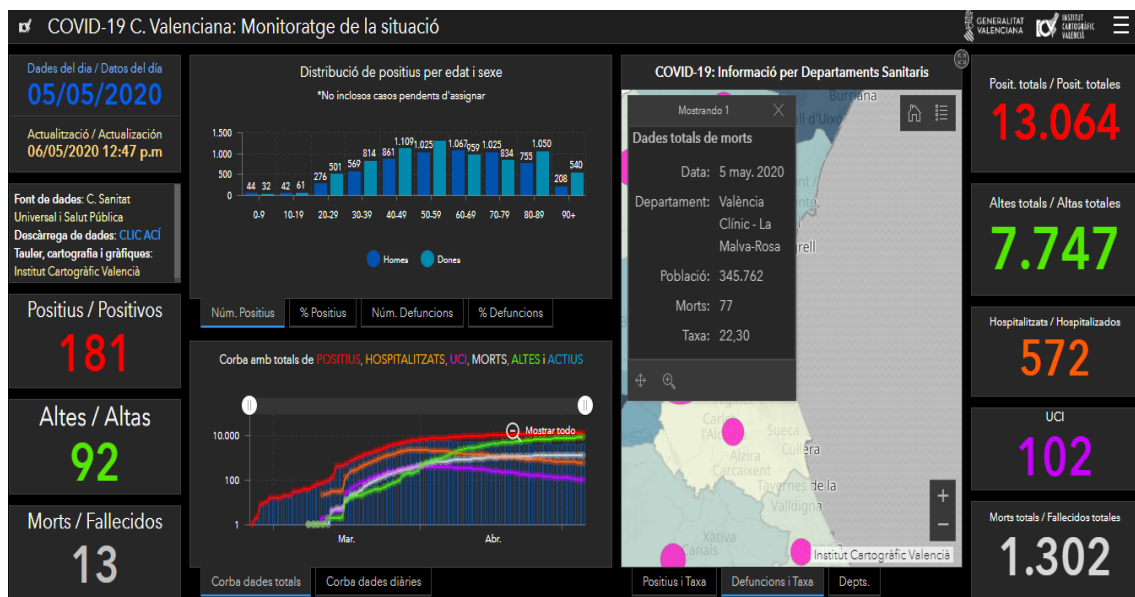 COVID-19 C. Valenciana: Monitoratge de la situació
GENERALITAT
VALENCIANA
INSTITUT
CARTOGRÀFIC
VALENCIÀ
Dades del dia / Datos del día
05/05/2020
Actualització / Actualización
06/05/2020 12:47 p.m
Font de dades: C. Sanitat
Universal i Salut Pública
Descàrrega de dades: CLIC ACÍ
Tauler, cartografia i gràfiques:
Institut Cartogràfic Valencià
Positius / Positivos
181
Altes / Altas
92
Morts / Fallecidos
13
Distribució de positius per edat i sexe
*No inclosos casos pendents d'assignar
1.500
1.000
500
0
44 32 42 61 276 501 569 814 861 1.109 1.025 1.067 959 1.025 834 755 1.050 208 540
0-9 10-19 20-29 30-39 40-49 50-59 60-69 70-79 80-89 90+
Homes Dones
Núm. Positius % Positius Núm. Defuncions % Defuncions
Corba amb totals de POSITIUS, HOSPITALITZATS, UCI, MORTS, ALTES i ACTIUS
Mostrar todo
10.000
100
1
Mar. Abr.
Corba dades totals Corba dades diàries
COVID-19: Informació per Departaments Sanitaris
Burriana
Mostrando 1
Dades totals de morts
Data: 5 may. 2020
Departament: València
Clínic - La
Malva-Rosa
Població: 345.762
Morts: 77
Taxa: 22,30
Sueca
Cullera
Alzira
Carcaixent
Tavernes de la
Valldigna
Xàtiva
Canals
+
−
Institut Cartogràfic Valencià
Positius i Taxa Defuncions i Taxa Depts.
Posit. totals / Posit. totales
13.064
Altes totals / Altas totales
7.747
Hospitalitzats / Hospitalizados
572
UCI
102
Morts totals / Fallecidos totales
1.302